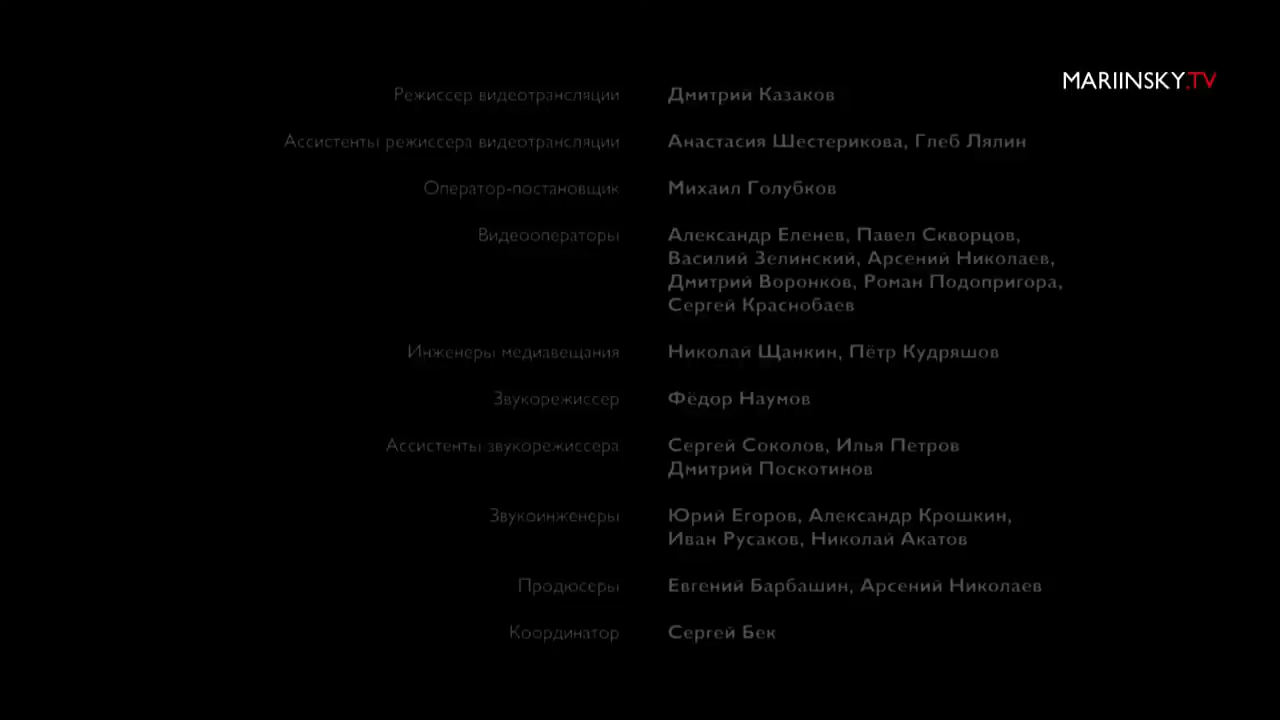 MARIINSKY.TV
Режиссер видеотрансляции Дмитрий Казаков
Ассистенты режиссера видеотрансляции Анастасия Шестерикова, Глеб Лялин
Оператор-постановщик Михаил Голубков
Видеооператоры Александр Еленев, Павел Скворцов,
Василий Зелинский, Арсений Николаев,
Дмитрий Воронков, Роман Подопригора,
Сергей Краснобаев
Инженеры медиавещания Николай Щанкин, Пётр Кудряшов
Звукорежиссер Фёдор Наумов
Ассистенты звукорежиссера Сергей Соколов, Илья Петров
Дмитрий Поскотинов
Звукоинженеры Юрий Егоров, Александр Крошкин,
Иван Русаков, Николай Акатов
Продюсеры Евгений Барбашин, Арсений Николаев
Координатор Сергей Бек